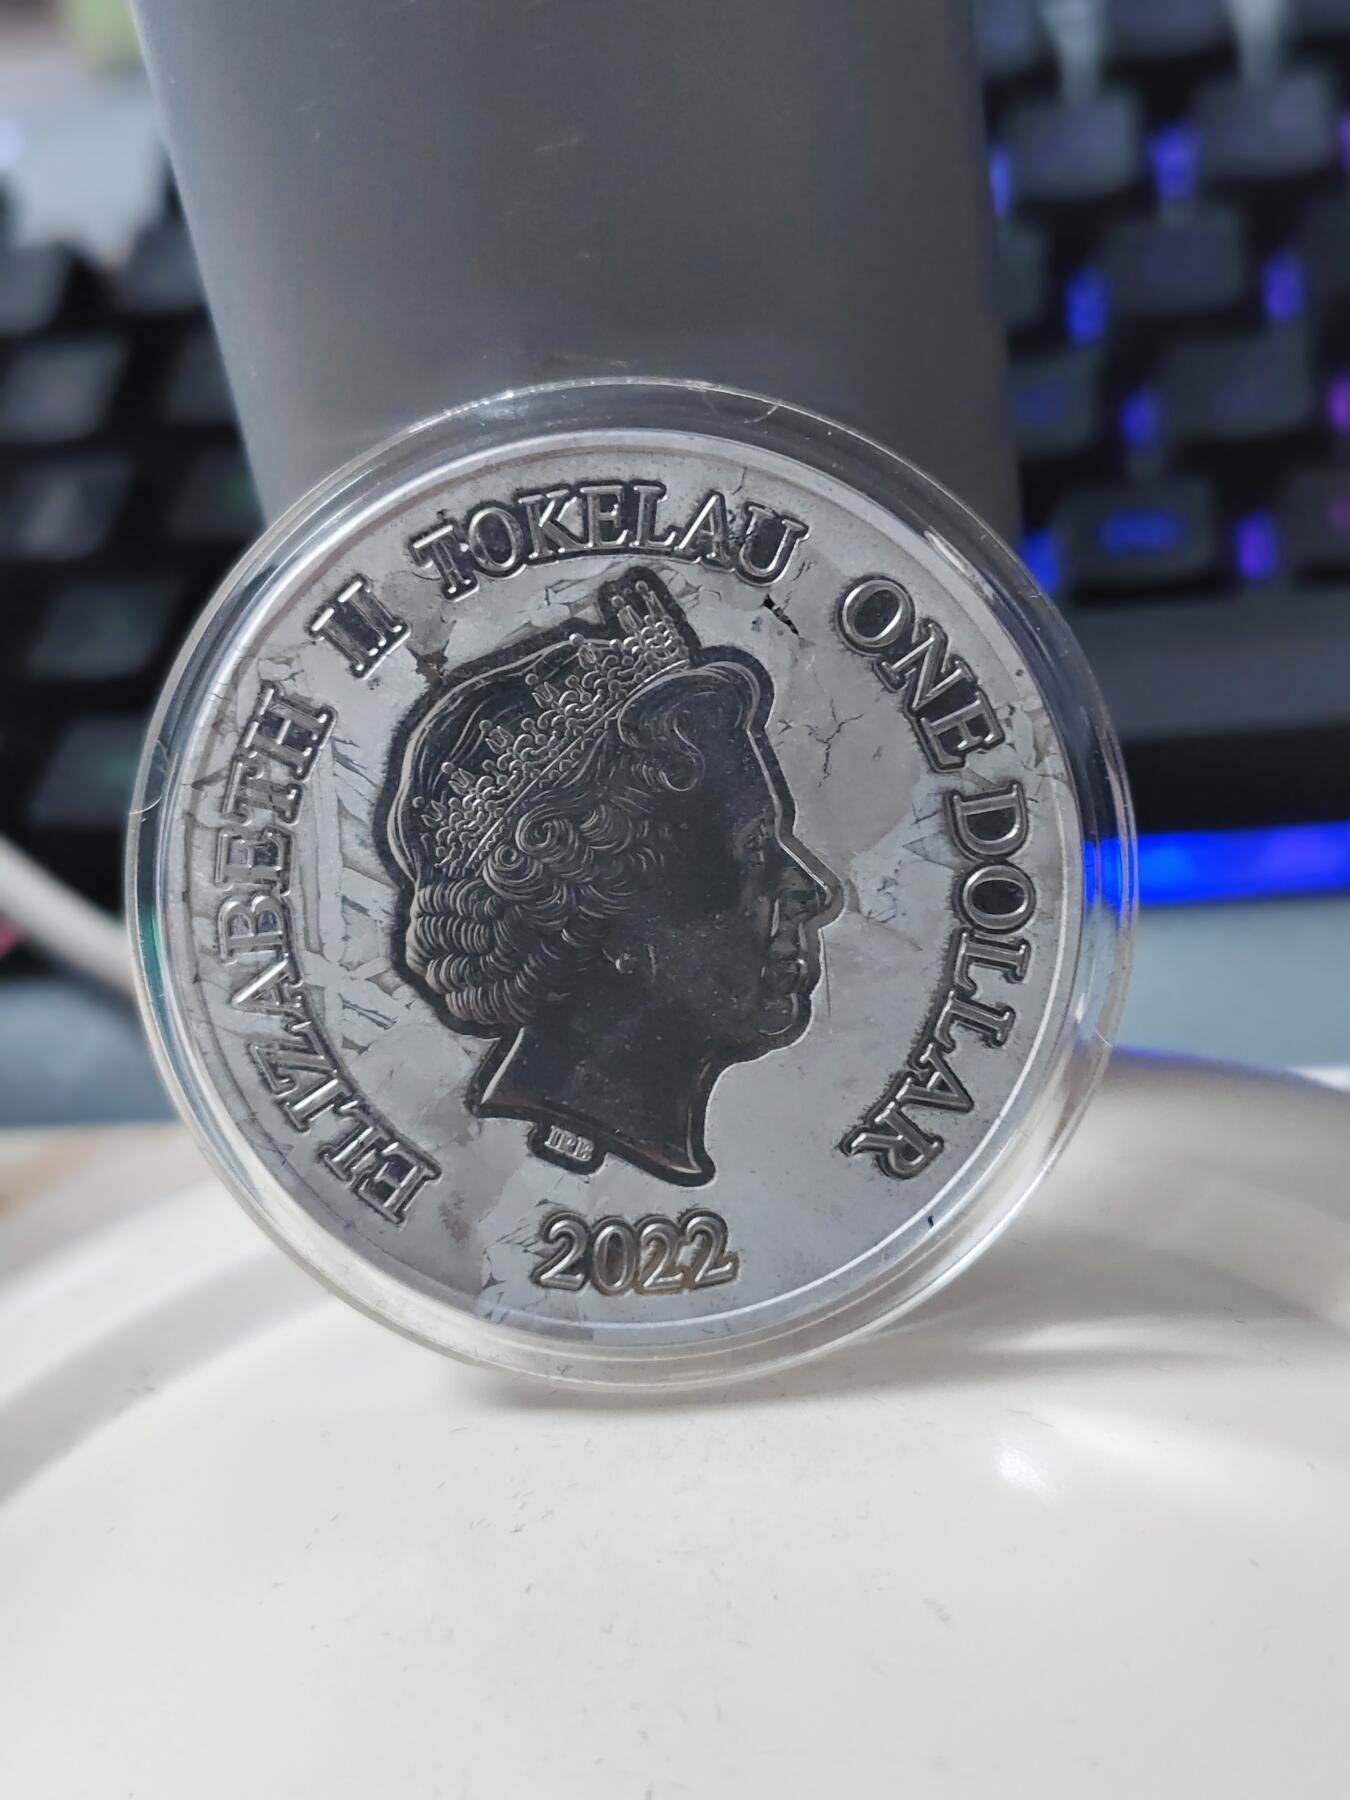 ELIZABETH II TOKELAU ONE DOLLAR
IRB
2022